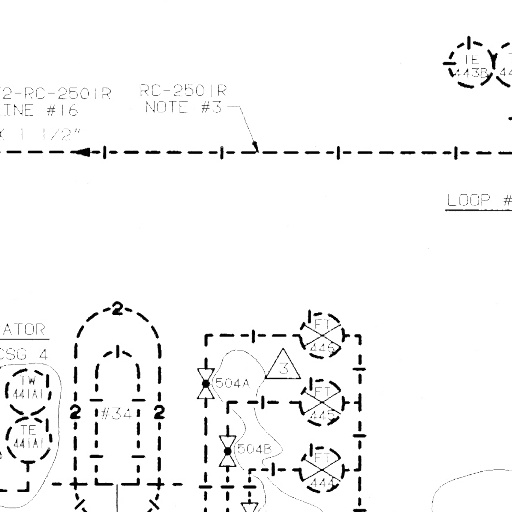 TE
443B
2-RC-2501R
RC-2501R
INE #16
NOTE #3
X 1 1/2"
LOOP #
2
ATOR
CSG 4
FT
446
3
TW
441A1
504A
FT
445
2
#34
2
TE
441A1
504B
FT
444